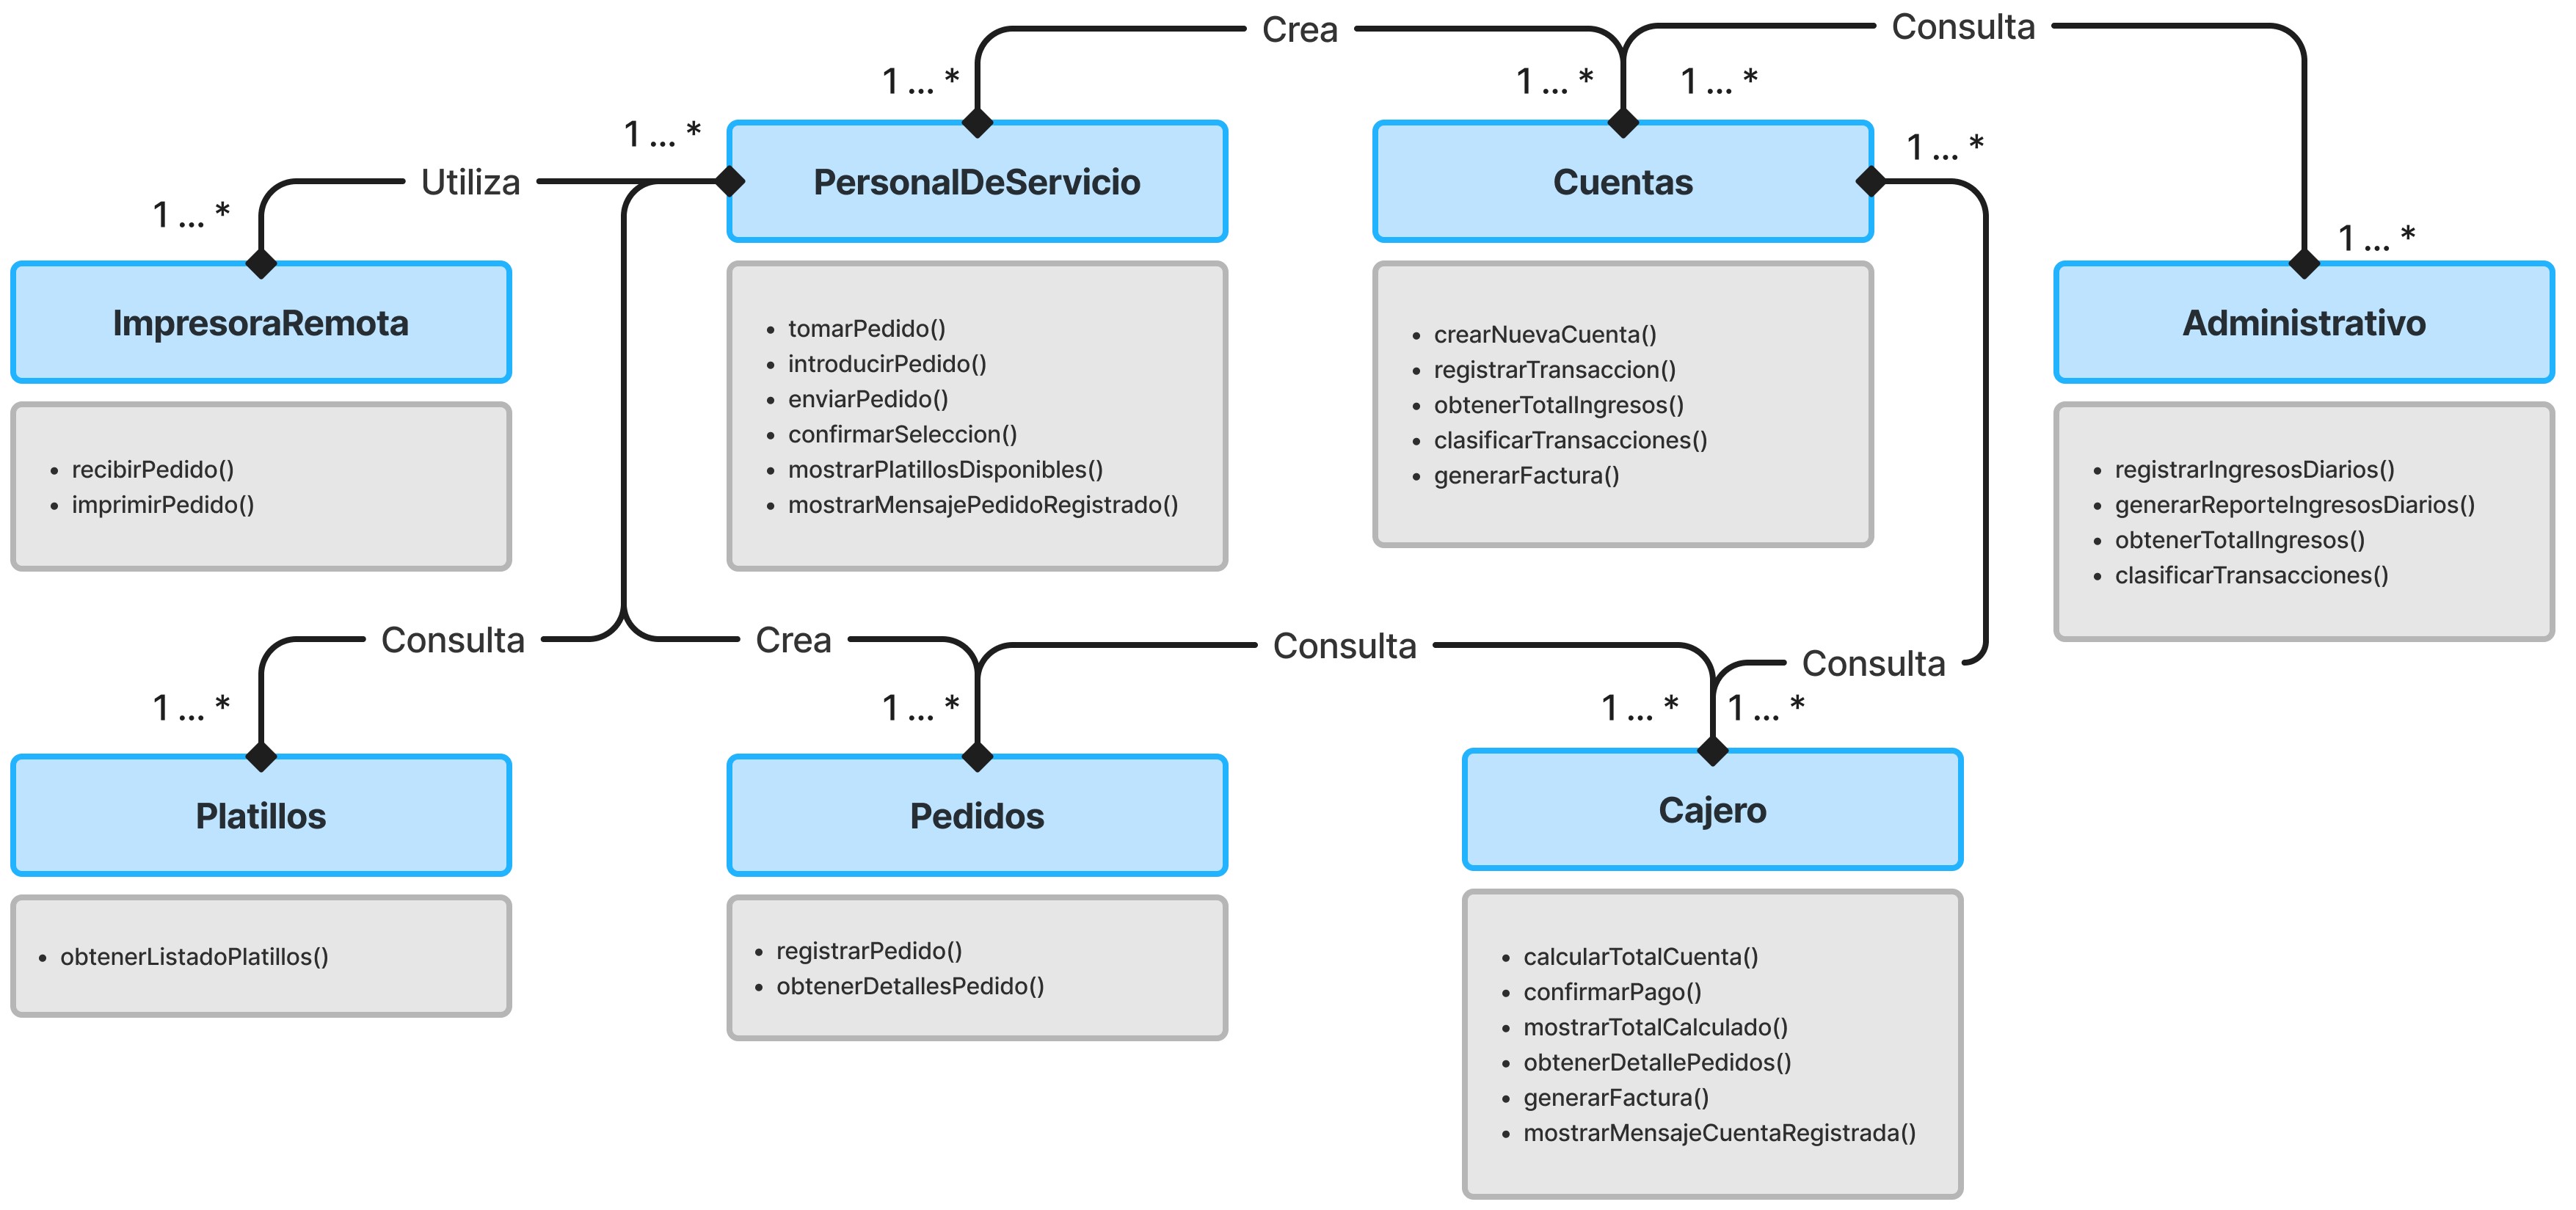 Crea
Consulta
1 ... *
1 ... *
1 ... *
1 ... *
PersonalDeServicio
Cuentas
1 ... *
Utiliza
1 ... *
1 ... *
ImpresoraRemota
• tomarPedido()
• introducirPedido()
• enviarPedido()
• confirmarSeleccion()
• mostrarPlatillosDisponibles()
• mostrarMensajePedidoRegistrado()
• crearNuevaCuenta()
• registrarTransaccion()
• obtenerTotalIngresos()
• clasificarTransacciones()
• generarFactura()
Administrativo
• recibirPedido()
• imprimirPedido()
• registrarIngresosDiarios()
• generarReporteIngresosDiarios()
• obtenerTotalIngresos()
• clasificarTransacciones()
1 ... *
Consulta
Crea
Consulta
Consulta
1 ... *
1 ... *
1 ... *
1 ... *
Platillos
Pedidos
Cajero
• obtenerListadoPlatillos()
• registrarPedido()
• obtenerDetallesPedido()
• calcularTotalCuenta()
• confirmarPago()
• mostrarTotalCalculado()
• obtenerDetallePedidos()
• generarFactura()
• mostrarMensajeCuentaRegistrada()